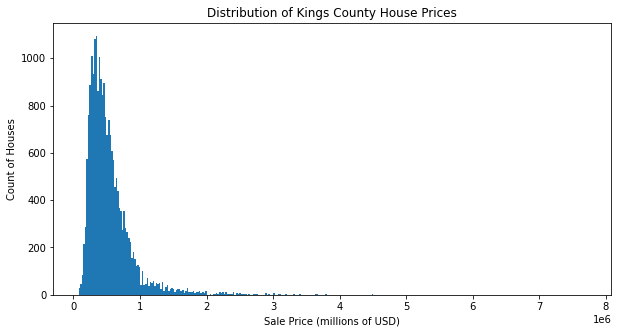 Distribution of Kings County House Prices
Count of Houses
1000
800
600
400
200
0
0 1 2 3 4 5 6 7 8
1e6
Sale Price (millions of USD)